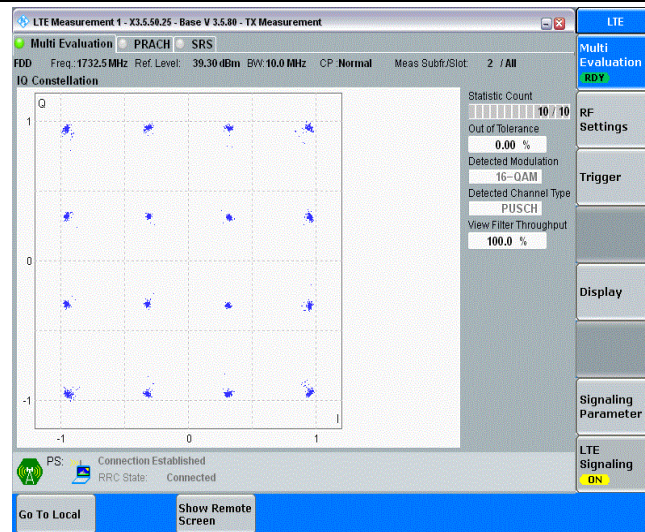 LTE Measurement 1 - X3.5.50.25 - Base V 3.5.80 - TX Measurement
LTE
Multi Evaluation PRACH SRS
Multi
Evaluation
RDY
FDD Freq.: 1732.5 MHz Ref. Level: 39.30 dBm BW: 10.0 MHz CP : Normal Meas Subfr/Slot: 2 / All
IQ Constellation
Statistic Count
10 / 10
Out of Tolerance
0.00 %
Detected Modulation
16-QAM
Detected Channel Type
PUSCH
View Filter Throughput
100.0 %
RF
Settings
Trigger
Display
Signaling
Parameter
LTE
Signaling
ON
Q
1
0
-1
I
-1 0 1
PS: Connection Established
RRC State: Connected
Go To Local
Show Remote
Screen